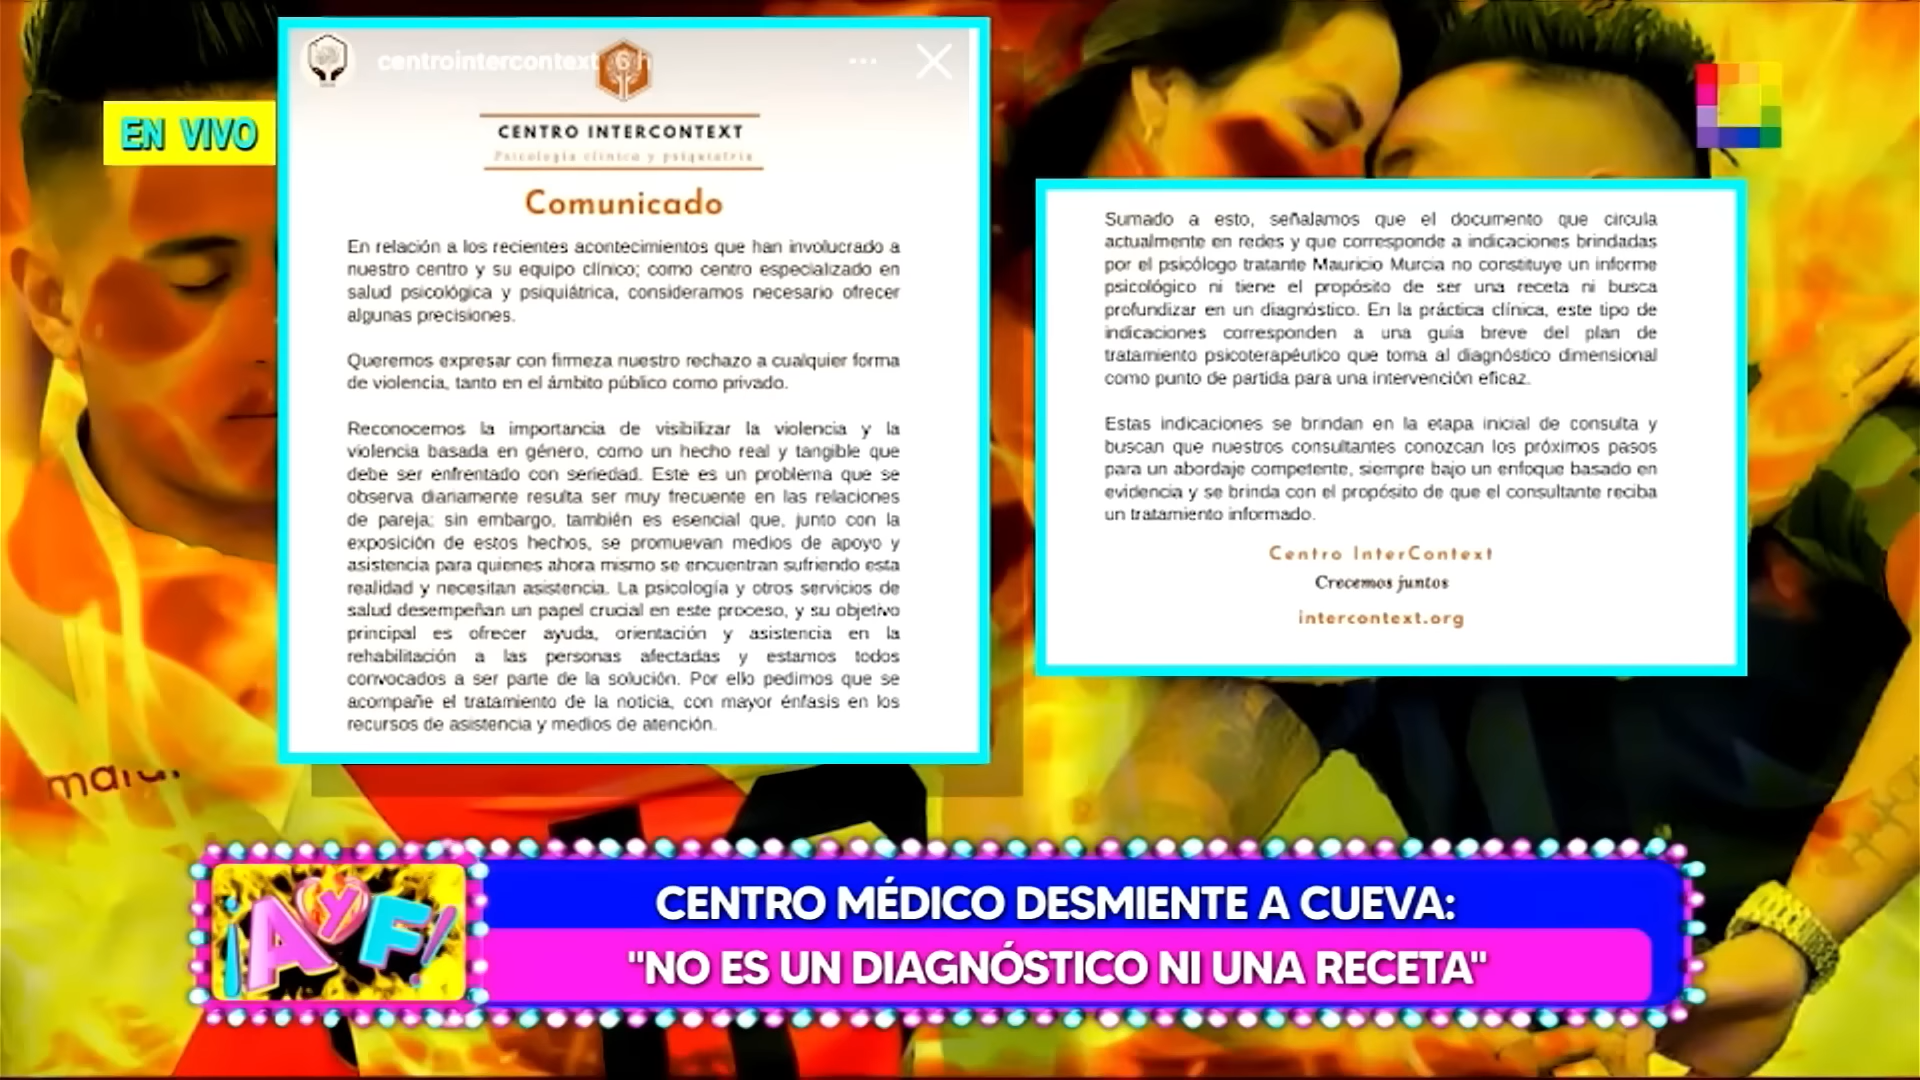 centrointercontext 6 h
EN VIVO
CENTRO INTERCONTEXT
Psicología clínica y psiquiatría
Comunicado
En relación a los recientes acontecimientos que han involucrado a
nuestro centro y su equipo clínico; como centro especializado en
salud psicológica y psiquiátrica, consideramos necesario ofrecer
algunas precisiones.
Queremos expresar con firmeza nuestro rechazo a cualquier forma
de violencia, tanto en el ámbito público como privado.
Reconocemos la importancia de visibilizar la violencia y la
violencia basada en género, como un hecho real y tangible que
debe ser enfrentado con seriedad. Este es un problema que se
observa diariamente resulta ser muy frecuente en las relaciones
de pareja; sin embargo, también es esencial que, junto con la
exposición de estos hechos, se promuevan medios de apoyo y
asistencia para quienes ahora mismo se encuentran sufriendo esta
realidad y necesitan asistencia. La psicología y otros servicios de
salud desempeñan un papel crucial en este proceso, y su objetivo
principal es ofrecer ayuda, orientación y asistencia en la
rehabilitación a las personas afectadas y estamos todos
convocados a ser parte de la solución. Por ello pedimos que se
acompañe el tratamiento de la noticia, con mayor énfasis en los
recursos de asistencia y medios de atención.
Sumado a esto, señalamos que el documento que circula
actualmente en redes y que corresponde a indicaciones brindadas
por el psicólogo tratante Mauricio Murcia no constituye un informe
psicológico ni tiene el propósito de ser una receta ni busca
profundizar en un diagnóstico. En la práctica clínica, este tipo de
indicaciones corresponden a una guía breve del plan de
tratamiento psicoterapéutico que toma al diagnóstico dimensional
como punto de partida para una intervención eficaz.
Estas indicaciones se brindan en la etapa inicial de consulta y
buscan que nuestros consultantes conozcan los próximos pasos
para un abordaje competente, siempre bajo un enfoque basado en
evidencia y se brinda con el propósito de que el consultante reciba
un tratamiento informado.
Centro InterContext
Crecemos juntos
intercontext.org
¡AyF!
CENTRO MÉDICO DESMIENTE A CUEVA:
"NO ES UN DIAGNÓSTICO NI UNA RECETA"